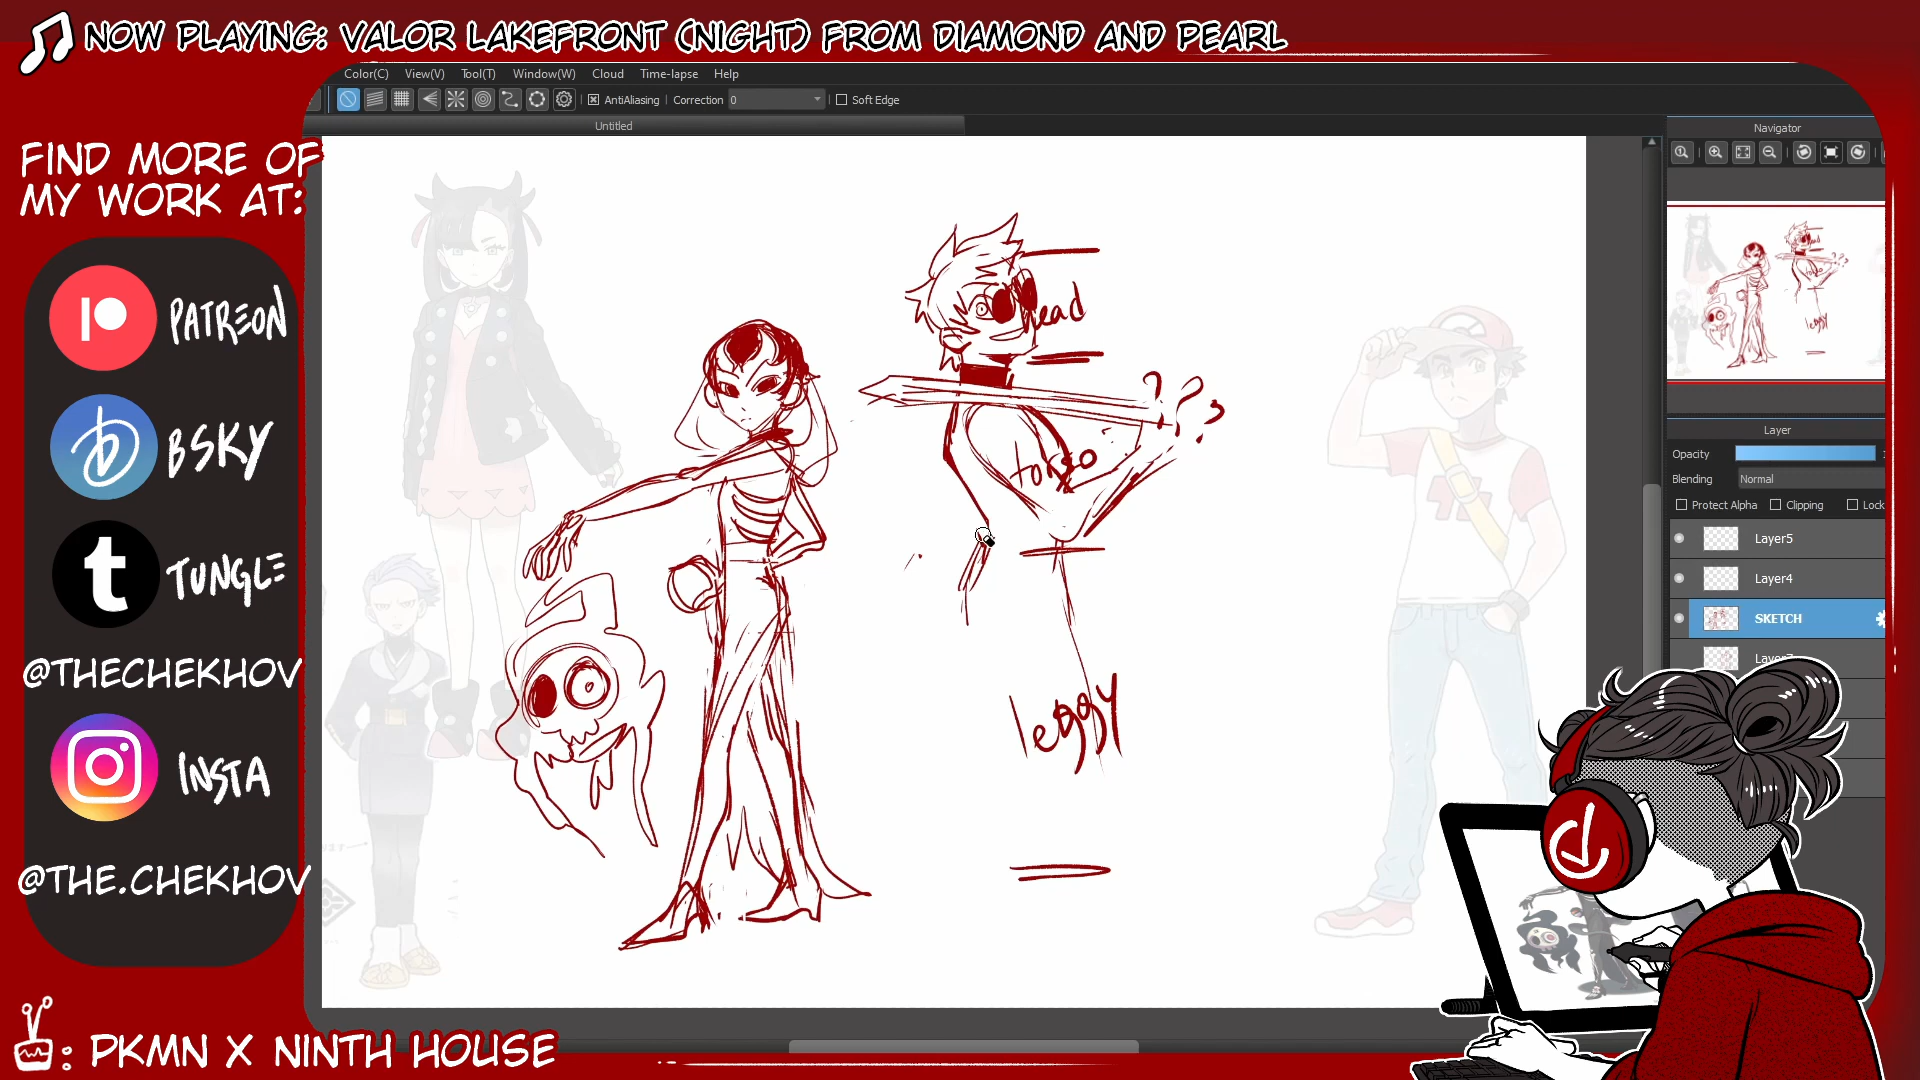 NOW PLAYING: VALOR LAKEFRONT (NIGHT) FROM DIAMOND AND PEARL
Color(C) View(V) Tool(T) Window(W) Cloud Time-lapse Help
AntiAliasing Correction 0 Soft Edge
Untitled
Navigator
FIND MORE OF
MY WORK AT:
PATREON
BSKY
TUNGLE
@THECHEKHOV
INSTA
@THE.CHEKHOV
head
torso
leggy
Layer
Opacity
Blending Normal
Protect Alpha Clipping Lock
Layer5
Layer4
SKETCH
: PKMN X NINTH HOUSE